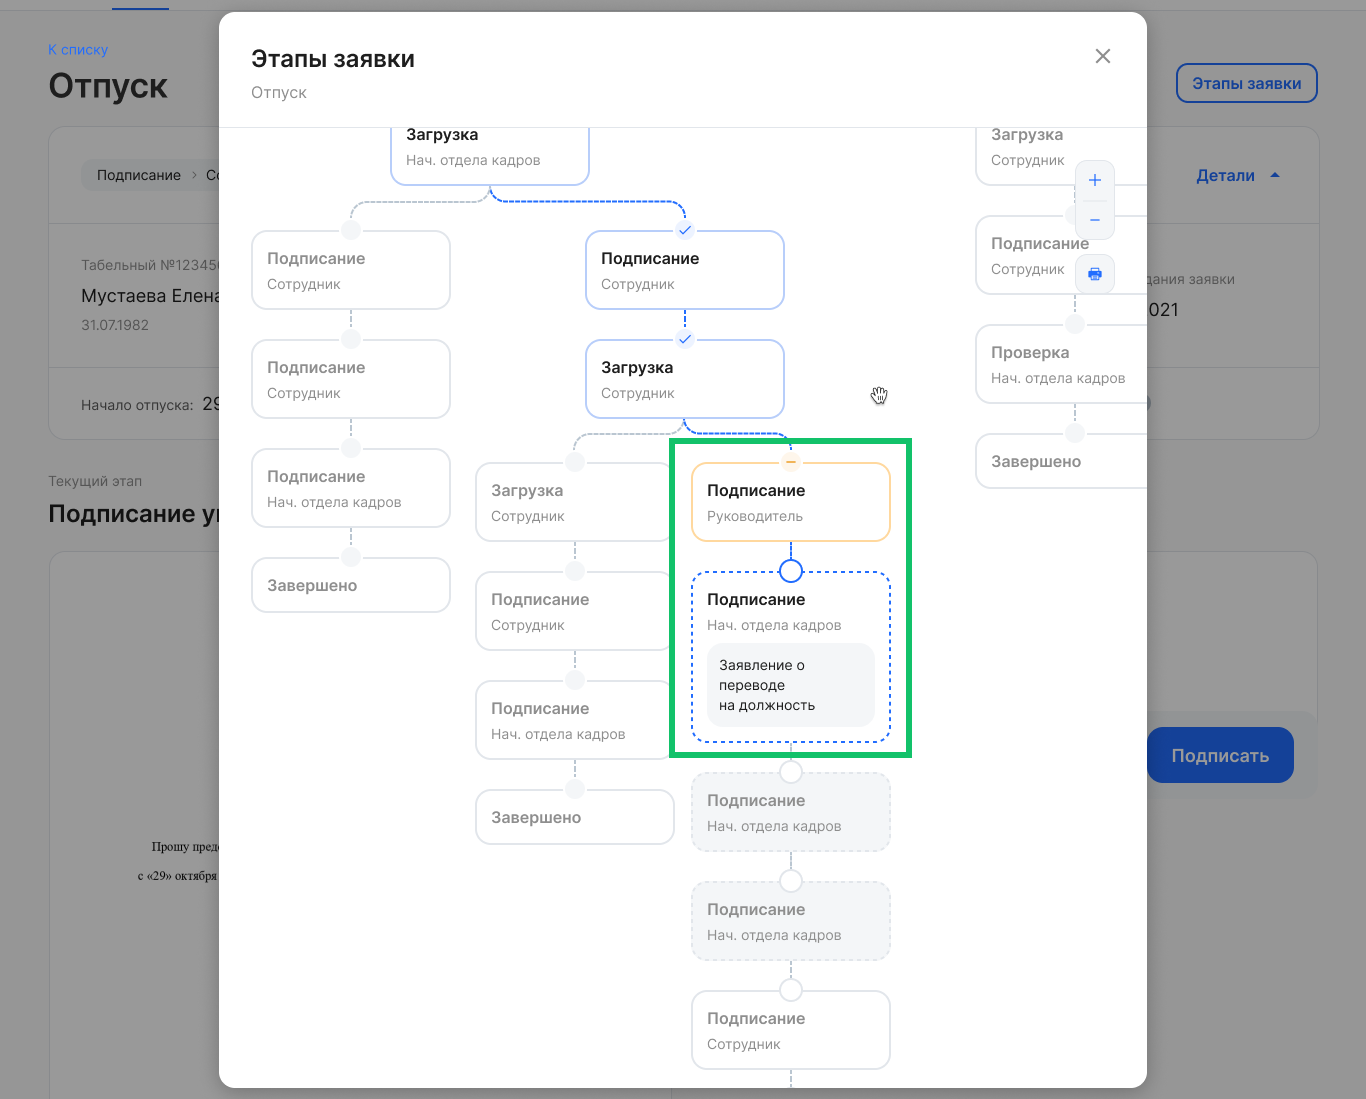 К списку
Отпуск
Этапы заявки
Подписание
Детали
Табельный
Мустаева Елена
31.07.1982
дания заявки
Начало отпуска:
Текущий этап
Подписание
Прошу
с «29» октября
Подписать
Этапы заявки
Отпуск
Загрузка
Нач. отдела кадров
Подписание
Сотрудник
Подписание
Сотрудник
Подписание
Нач. отдела кадров
Завершено
Подписание
Сотрудник
Загрузка
Сотрудник
Загрузка
Сотрудник
Подписание
Сотрудник
Подписание
Нач. отдела кадров
Завершено
Подписание
Руководитель
Подписание
Нач. отдела кадров
Заявление о
переводе
на должность
Подписание
Нач. отдела кадров
Подписание
Нач. отдела кадров
Подписание
Сотрудник
Загрузка
Сотрудник
Подписание
Сотрудник
Проверка
Нач. отдела кадров
Завершено